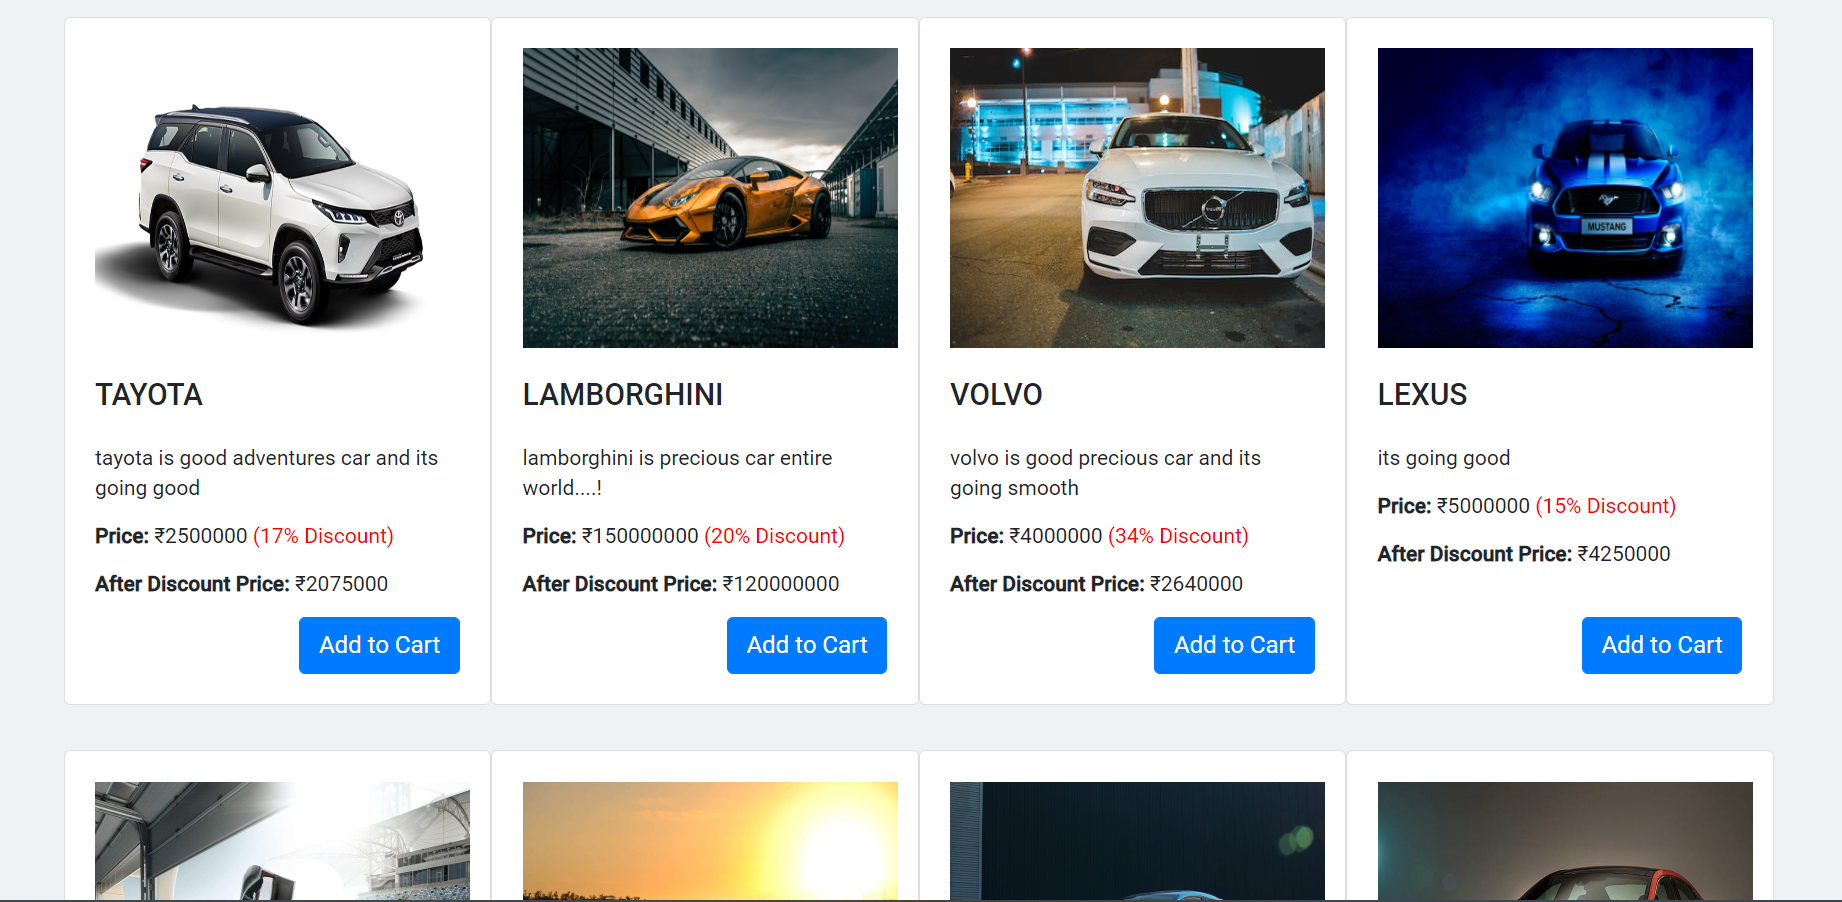 MUSTANG
TAYOTA
tayota is good adventures car and its
going good
Price: ₹2500000 (17% Discount)
After Discount Price: ₹2075000
Add to Cart
LAMBORGHINI
lamborghini is precious car entire
world....!
Price: ₹150000000 (20% Discount)
After Discount Price: ₹120000000
Add to Cart
VOLVO
volvo is good precious car and its
going smooth
Price: ₹4000000 (34% Discount)
After Discount Price: ₹2640000
Add to Cart
LEXUS
its going good
Price: ₹5000000 (15% Discount)
After Discount Price: ₹4250000
Add to Cart